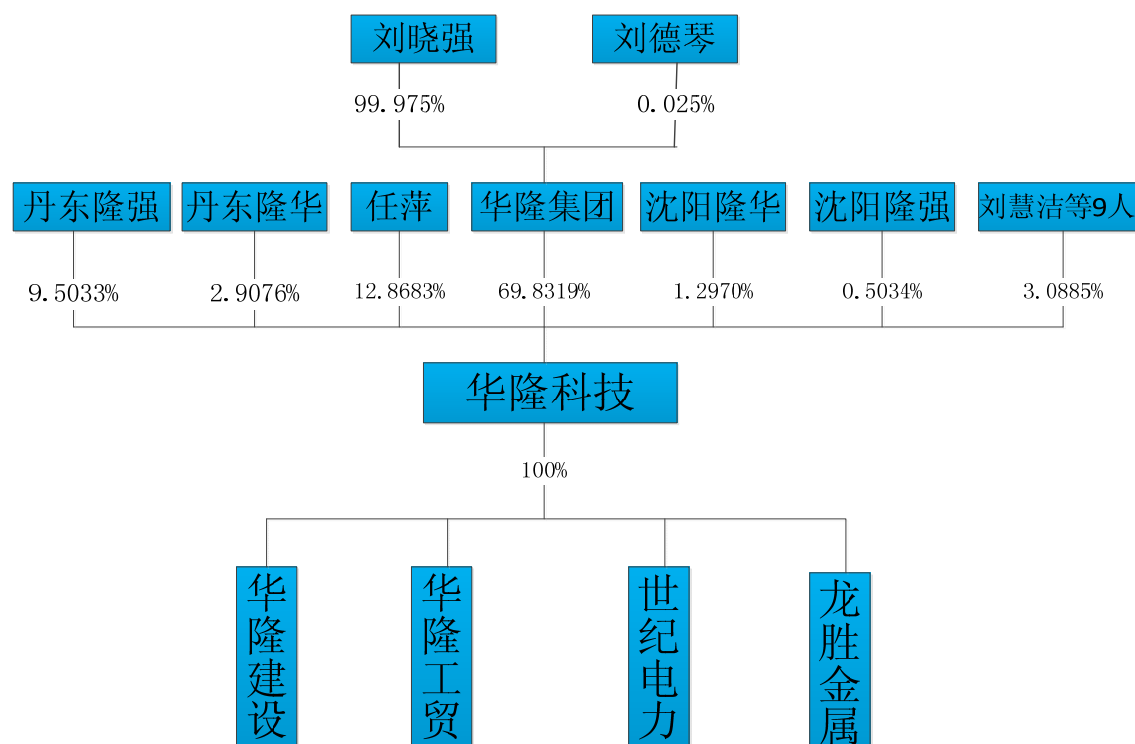 刘晓强 刘德琴
99.975% 0.025%
丹东隆强 丹东隆华 任萍 华隆集团 沈阳隆华 沈阳隆强 刘慧洁等9人
9.5033% 2.9076% 12.8683% 69.8319% 1.2970% 0.5034% 3.0885%
华隆科技
100%
华隆建设
华隆工贸
世纪电力
龙胜金属